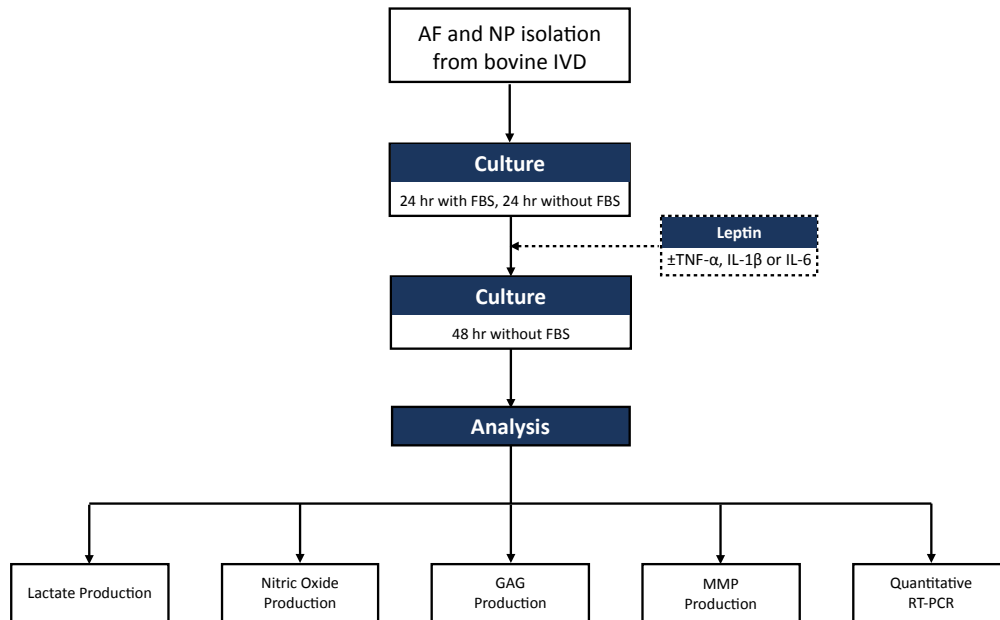 AF and NP isolation
from bovine IVD
Culture
24 hr with FBS, 24 hr without FBS
Leptin
±TNF-α, IL-1β or IL-6
Culture
48 hr without FBS
Analysis
Lactate Production
Nitric Oxide
Production
GAG
Production
MMP
Production
Quantitative
RT-PCR